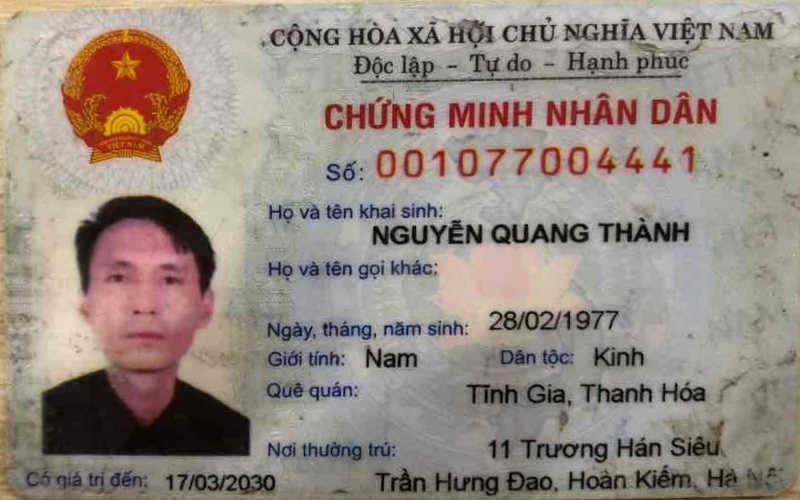 CỘNG HÒA XÃ HỘI CHỦ NGHĨA VIỆT NAM
Độc lập - Tự do - Hạnh phúc
CHỨNG MINH NHÂN DÂN
Số: 001077004441
Họ và tên khai sinh:
NGUYỄN QUANG THÀNH
Họ và tên gọi khác:
Ngày, tháng, năm sinh: 28/02/1977
Giới tính: Nam Dân tộc: Kinh
Quê quán: Tĩnh Gia, Thanh Hóa
Nơi thường trú: 11 Trương Hán Siêu
Trần Hưng Đạo, Hoàn Kiếm, Hà Nội
Có giá trị đến: 17/03/2030
VIỆT NAM